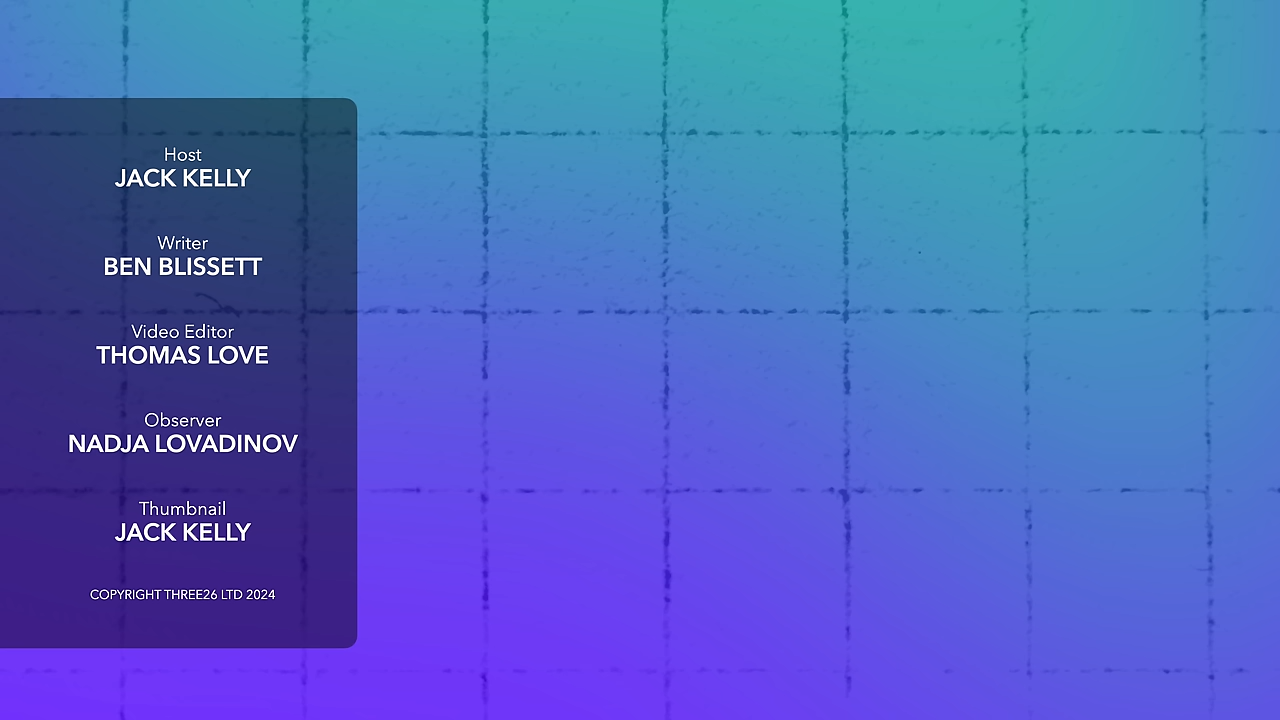 Host
JACK KELLY
Writer
BEN BLISSETT
Video Editor
THOMAS LOVE
Observer
NADJA LOVADINOV
Thumbnail
JACK KELLY
COPYRIGHT THREE26 LTD 2024